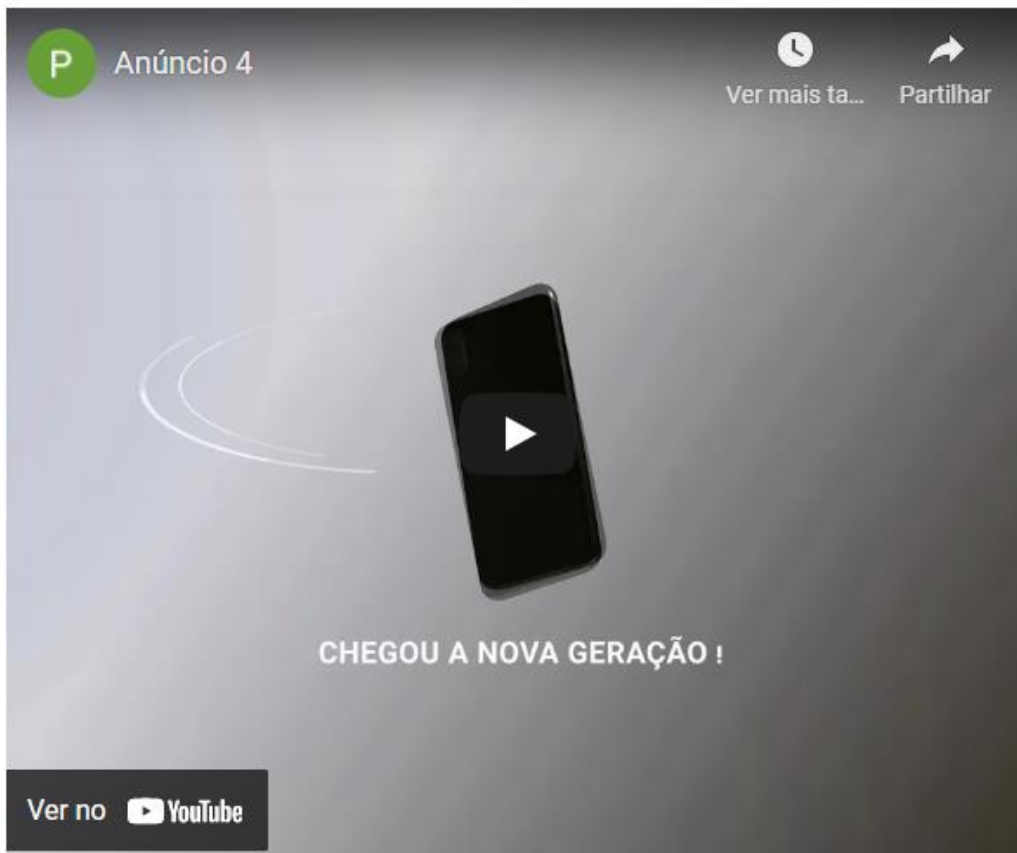 P Anúncio 4
Ver mais ta... Partilhar
CHEGOU A NOVA GERAÇÃO !
Ver no YouTube